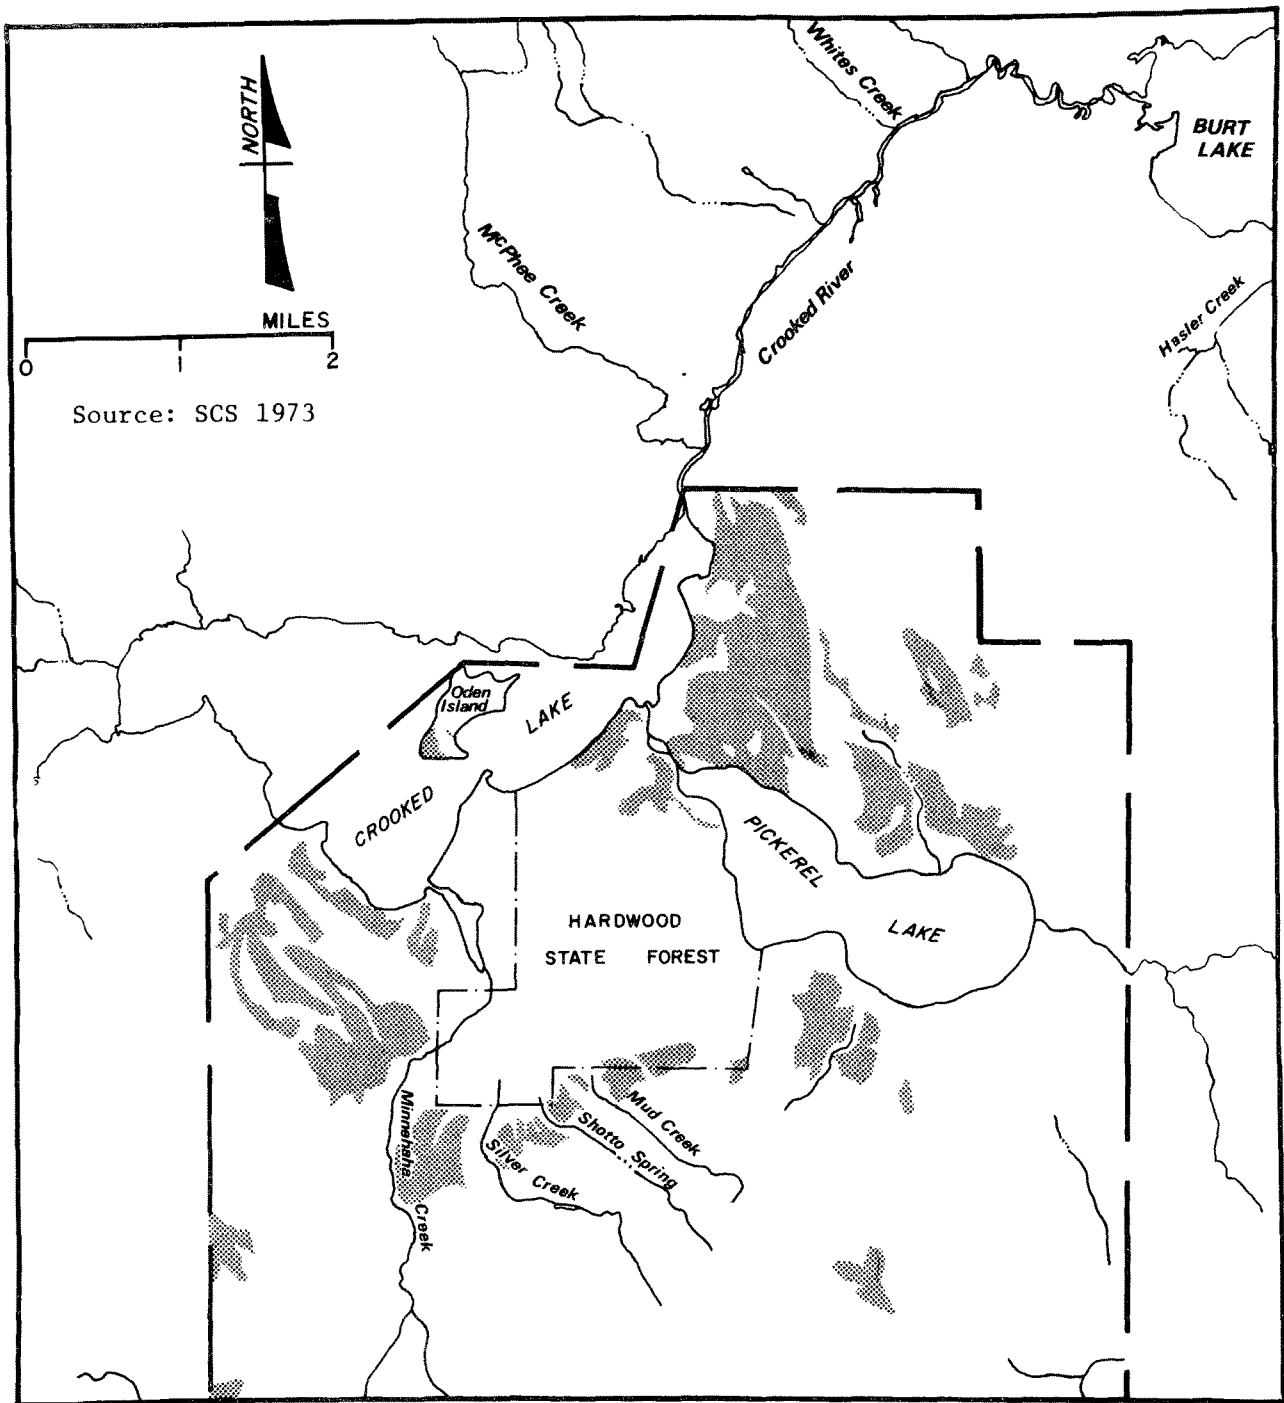 Whites Creek
BURT
LAKE
NORTH
McPhee Creek
Crooked River
Hasler Creek
MILES
0 1 2
Source: SCS 1973
Oden
Island
LAKE
CROOKED
PICKEREL
LAKE
HARDWOOD
STATE FOREST
Minnehaha Creek
Mud Creek
Shotto Spring
Silver Creek